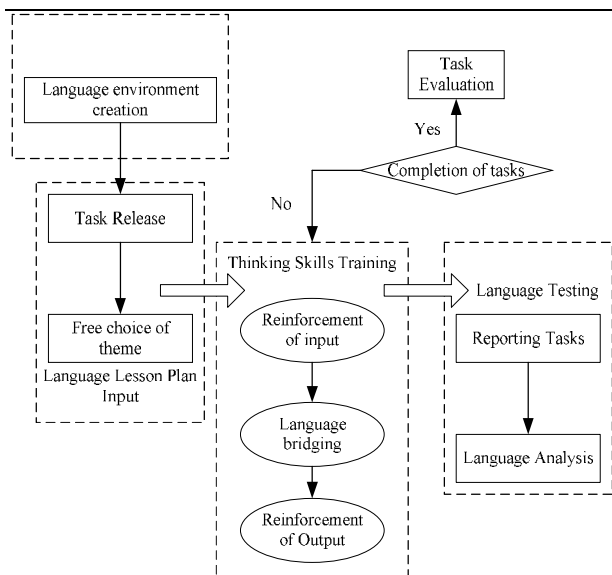 Language environment
creation
Task
Evaluation
Yes
Completion of tasks
No
Task Release
Free choice of
theme
Language Lesson Plan
Input
Thinking Skills Training
Reinforcement
of input
Language
bridging
Reinforcement
of Output
Language Testing
Reporting Tasks
Language Analysis